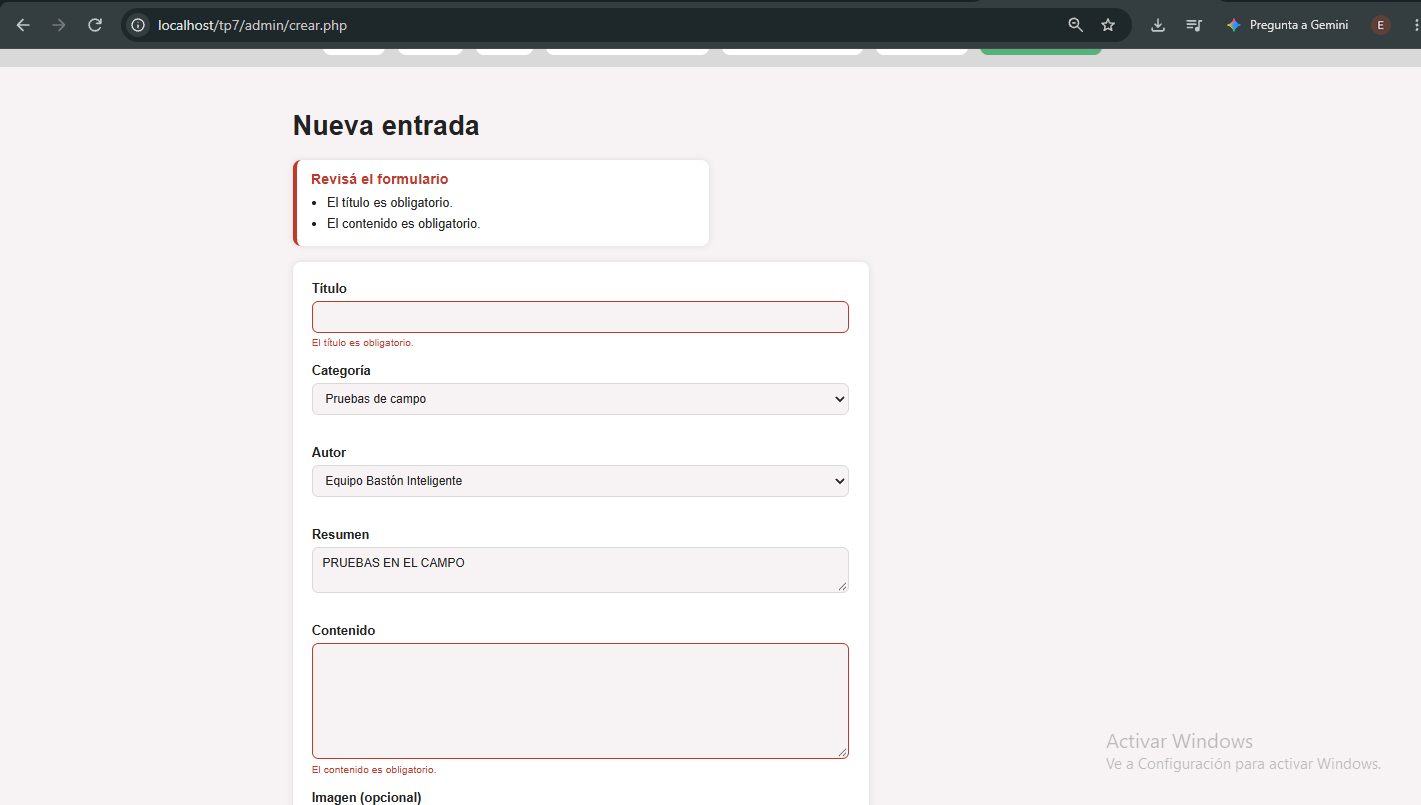 localhost/tp7/admin/crear.php
Pregunta a Gemini
E
Nueva entrada
Revisá el formulario
El título es obligatorio.
El contenido es obligatorio.
Título
El título es obligatorio.
Categoría
Pruebas de campo
Autor
Equipo Bastón Inteligente
Resumen
PRUEBAS EN EL CAMPO
Contenido
El contenido es obligatorio.
Imagen (opcional)
Activar Windows
Ve a Configuración para activar Windows.